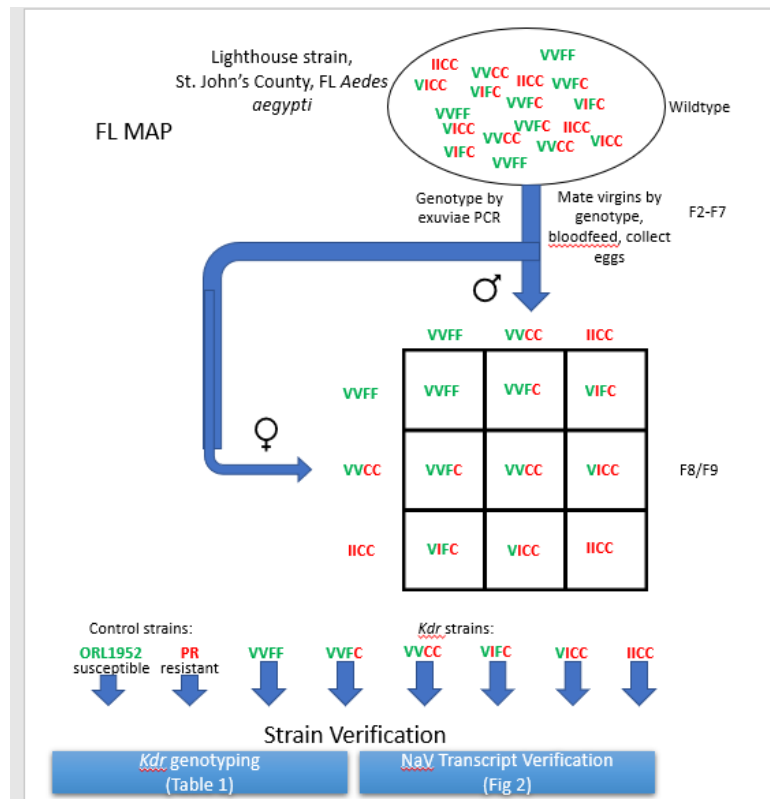 Lighthouse strain,
St. John's County, FL Aedes
aegypti
FL MAP
VVFF
IICC
VVCC
VICC
IICC
VVFC
VIFC
VVFC
VIFC
VVFF
VICC
VVFC
IICC
VVCC
VICC
VVCC
VIFC
VVFF
Wildtype
Genotype by
exuviae PCR
Mate virgins by
genotype,
bloodfeed, collect
eggs
F2-F7
♂
VVFF VVCC IICC
VVFF VVFF VVFC VIFC
♀
VVCC VVFC VVCC VICC
F8/F9
IICC VIFC VICC IICC
Control strains:
Kdr strains:
ORL1952 PR VVFF VVFC VVCC VIFC VICC IICC
susceptible resistant
Strain Verification
Kdr genotyping
(Table 1)
NaV Transcript Verification
(Fig 2)